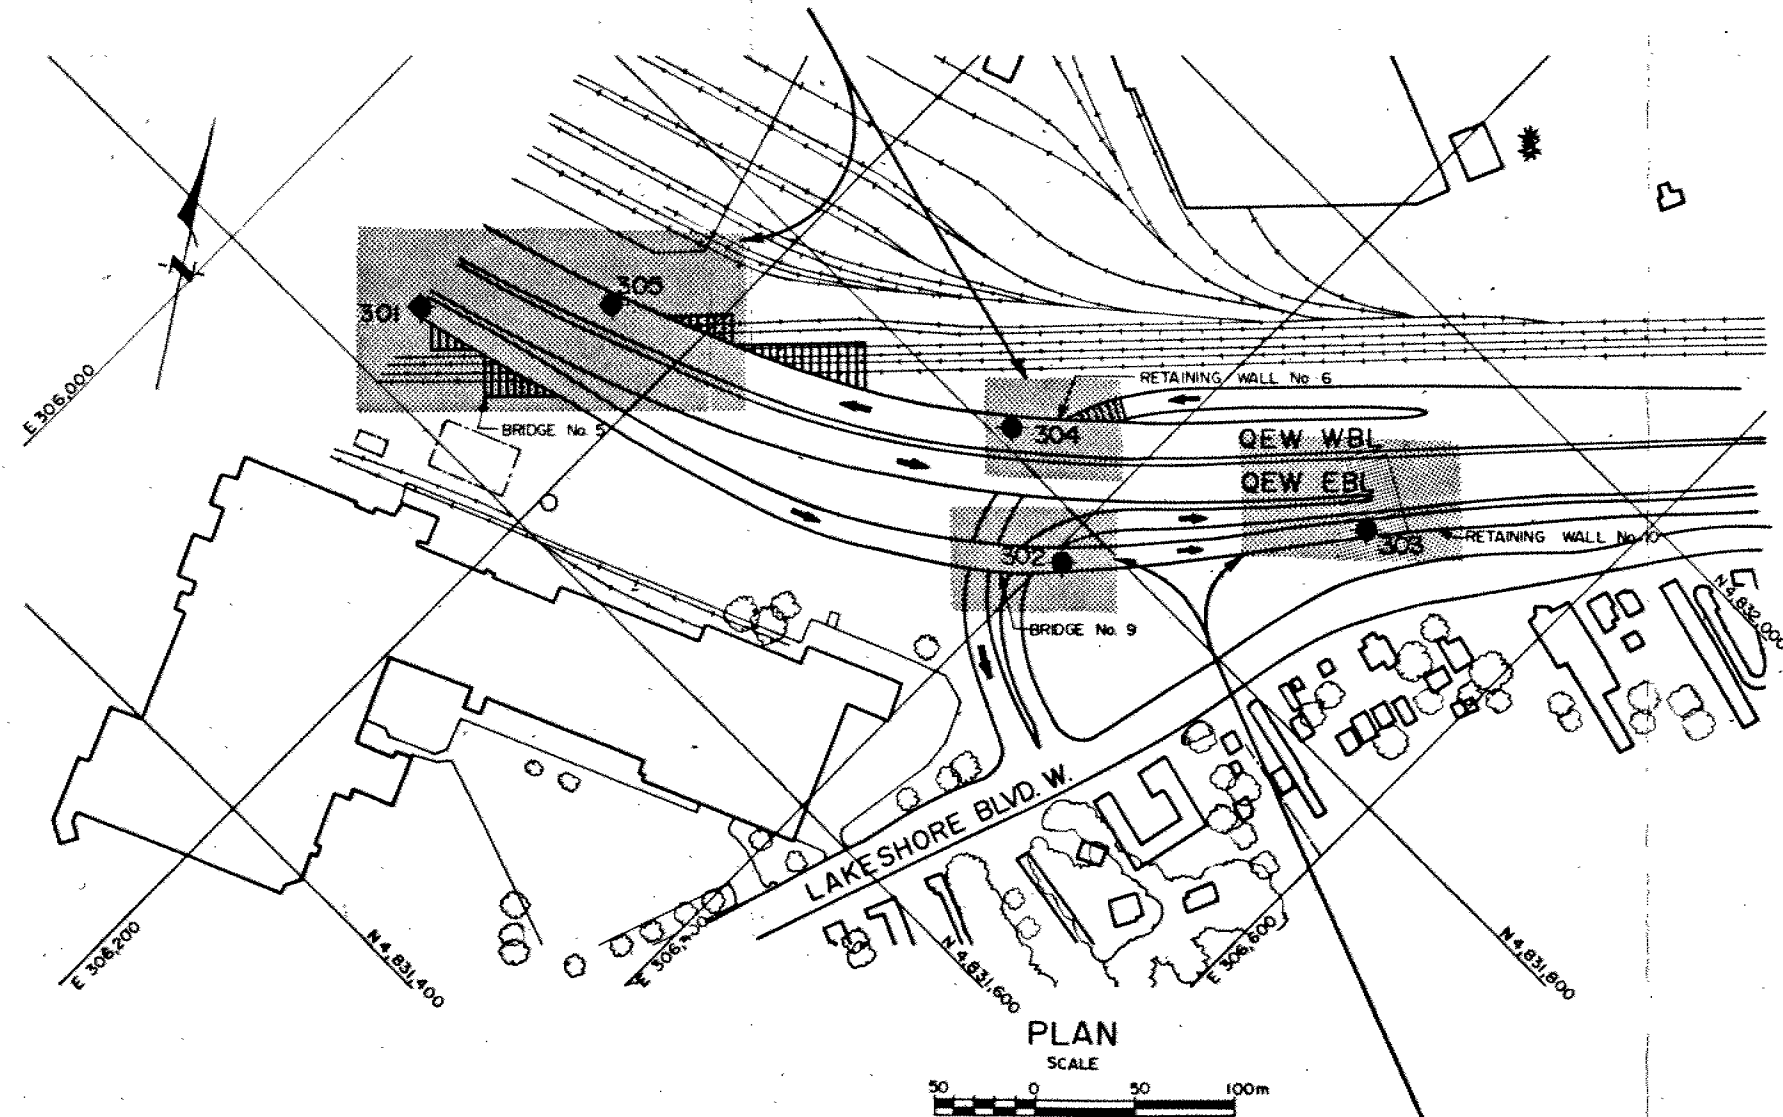 N
305
301
E 306,000
RETAINING WALL No 6
BRIDGE No. 5
304
QEW WBL
QEW EBL
303
RETAINING WALL No 10
302
BRIDGE No. 9
N 4,832,000
LAKESHORE BLVD. W.
E 306,200
N 4,831,400
E 306,
N 4,831,600
E 306,600
N 4,831,800
PLAN
SCALE
50 0 50 100m